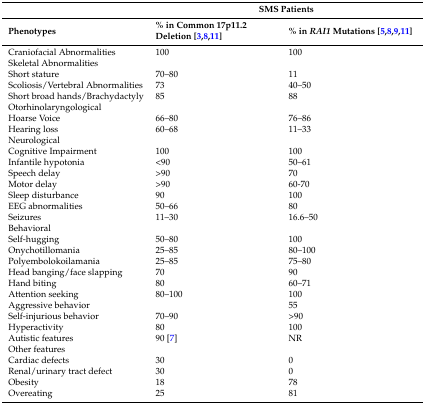 SMS Patients
Phenotypes % in Common 17p11.2 Deletion [3,8,11] % in RAI1 Mutations [5,8,9,11]
Craniofacial Abnormalities 100 100
Skeletal Abnormalities
Short stature 70–80 11
Scoliosis/Vertebral Abnormalities 73 40–50
Short broad hands/Brachydactyly 85 88
Otorhinolaryngological
Hoarse Voice 66–80 76–86
Hearing loss 60–68 11–33
Neurological
Cognitive Impairment 100 100
Infantile hypotonia <90 50–61
Speech delay >90 70
Motor delay >90 60-70
Sleep disturbance 90 100
EEG abnormalities 50–66 80
Seizures 11–30 16.6–50
Behavioral
Self-hugging 50–80 100
Onychotillomania 25–85 80–100
Polyembolokoilamania 25–85 75–80
Head banging/face slapping 70 90
Hand biting 80 60–71
Attention seeking 80–100 100
Aggressive behavior 55
Self-injurious behavior 70–90 >90
Hyperactivity 80 100
Autistic features 90 [7] NR
Other features
Cardiac defects 30 0
Renal/urinary tract defect 30 0
Obesity 18 78
Overeating 25 81